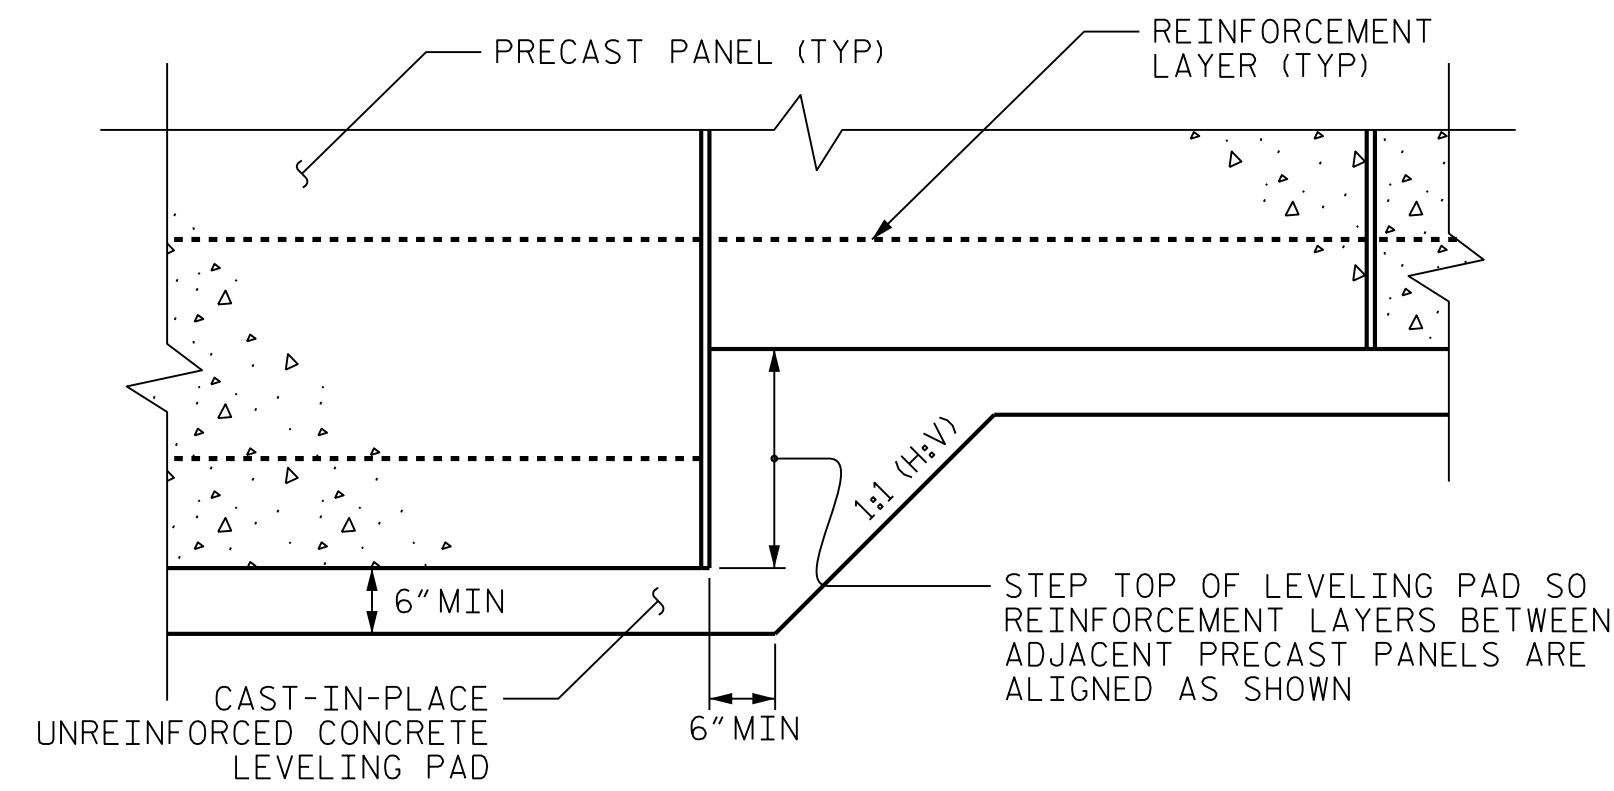 PRECAST PANEL (TYP)
REINFORCEMENT
LAYER (TYP)
1:1 (H:V)
6" MIN
STEP TOP OF LEVELING PAD SO
REINFORCEMENT LAYERS BETWEEN
ADJACENT PRECAST PANELS ARE
ALIGNED AS SHOWN
CAST-IN-PLACE
UNREINFORCED CONCRETE
LEVELING PAD
6" MIN